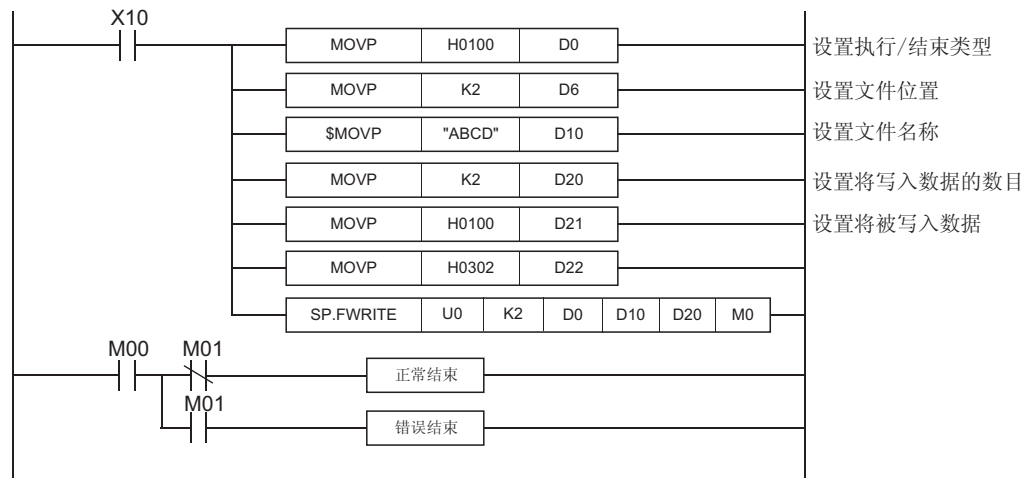 X10
MOVP H0100 D0 设置执行/结束类型
MOVP K2 D6 设置文件位置
$MOVP "ABCD" D10 设置文件名称
MOVP K2 D20 设置将写入数据的数目
MOVP H0100 D21 设置将被写入数据
MOVP H0302 D22
SP.FWRITE U0 K2 D0 D10 D20 M0
M00 M01
正常结束
M01
错误结束